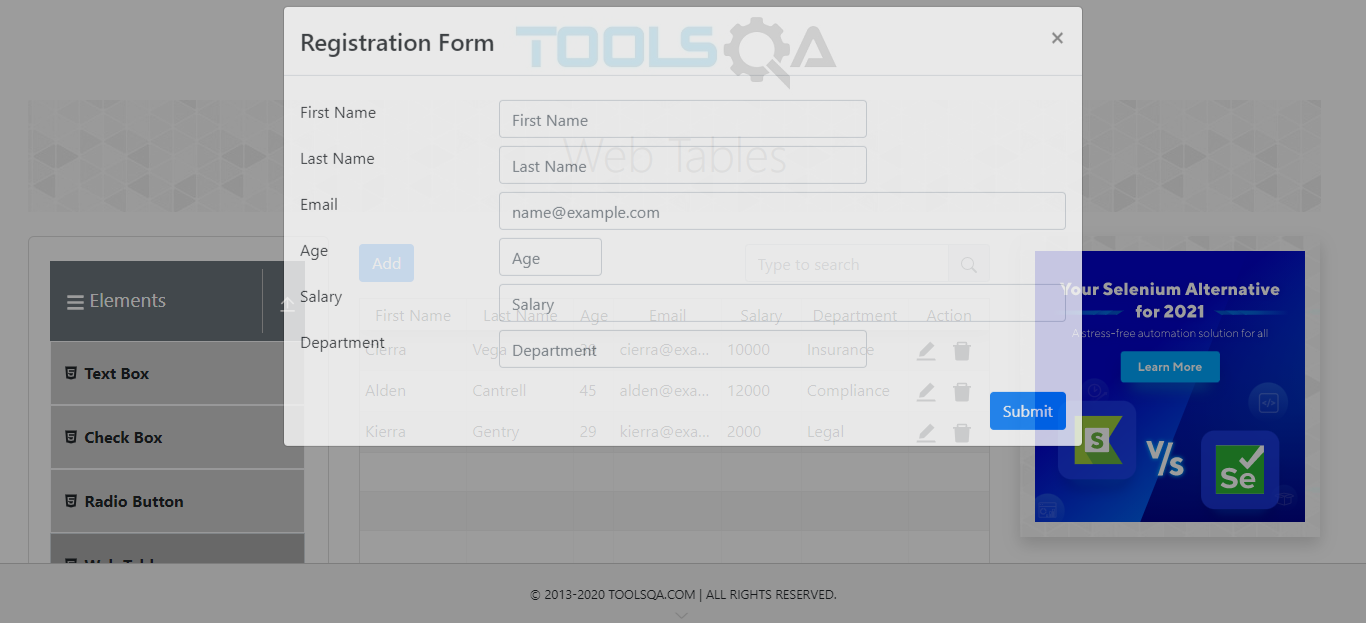 TOOLSQA
Registration Form
×
First Name
First Name
Last Name
Last Name
Web Tables
Email
name@example.com
Age
Age
Salary
Salary
Department
Department
Submit
Add
Type to search
First Name Last Name Age Email Salary Department Action
Cierra Vega 39 cierra@exa... 10000 Insurance
Alden Cantrell 45 alden@exa... 12000 Compliance
Kierra Gentry 29 kierra@exa... 2000 Legal
Elements
Text Box
Check Box
Radio Button
Web Tabl
Your Selenium Alternative
for 2021
A stress-free automation solution for all
Learn More
S
V/s
Se
© 2013-2020 TOOLSQA.COM | ALL RIGHTS RESERVED.